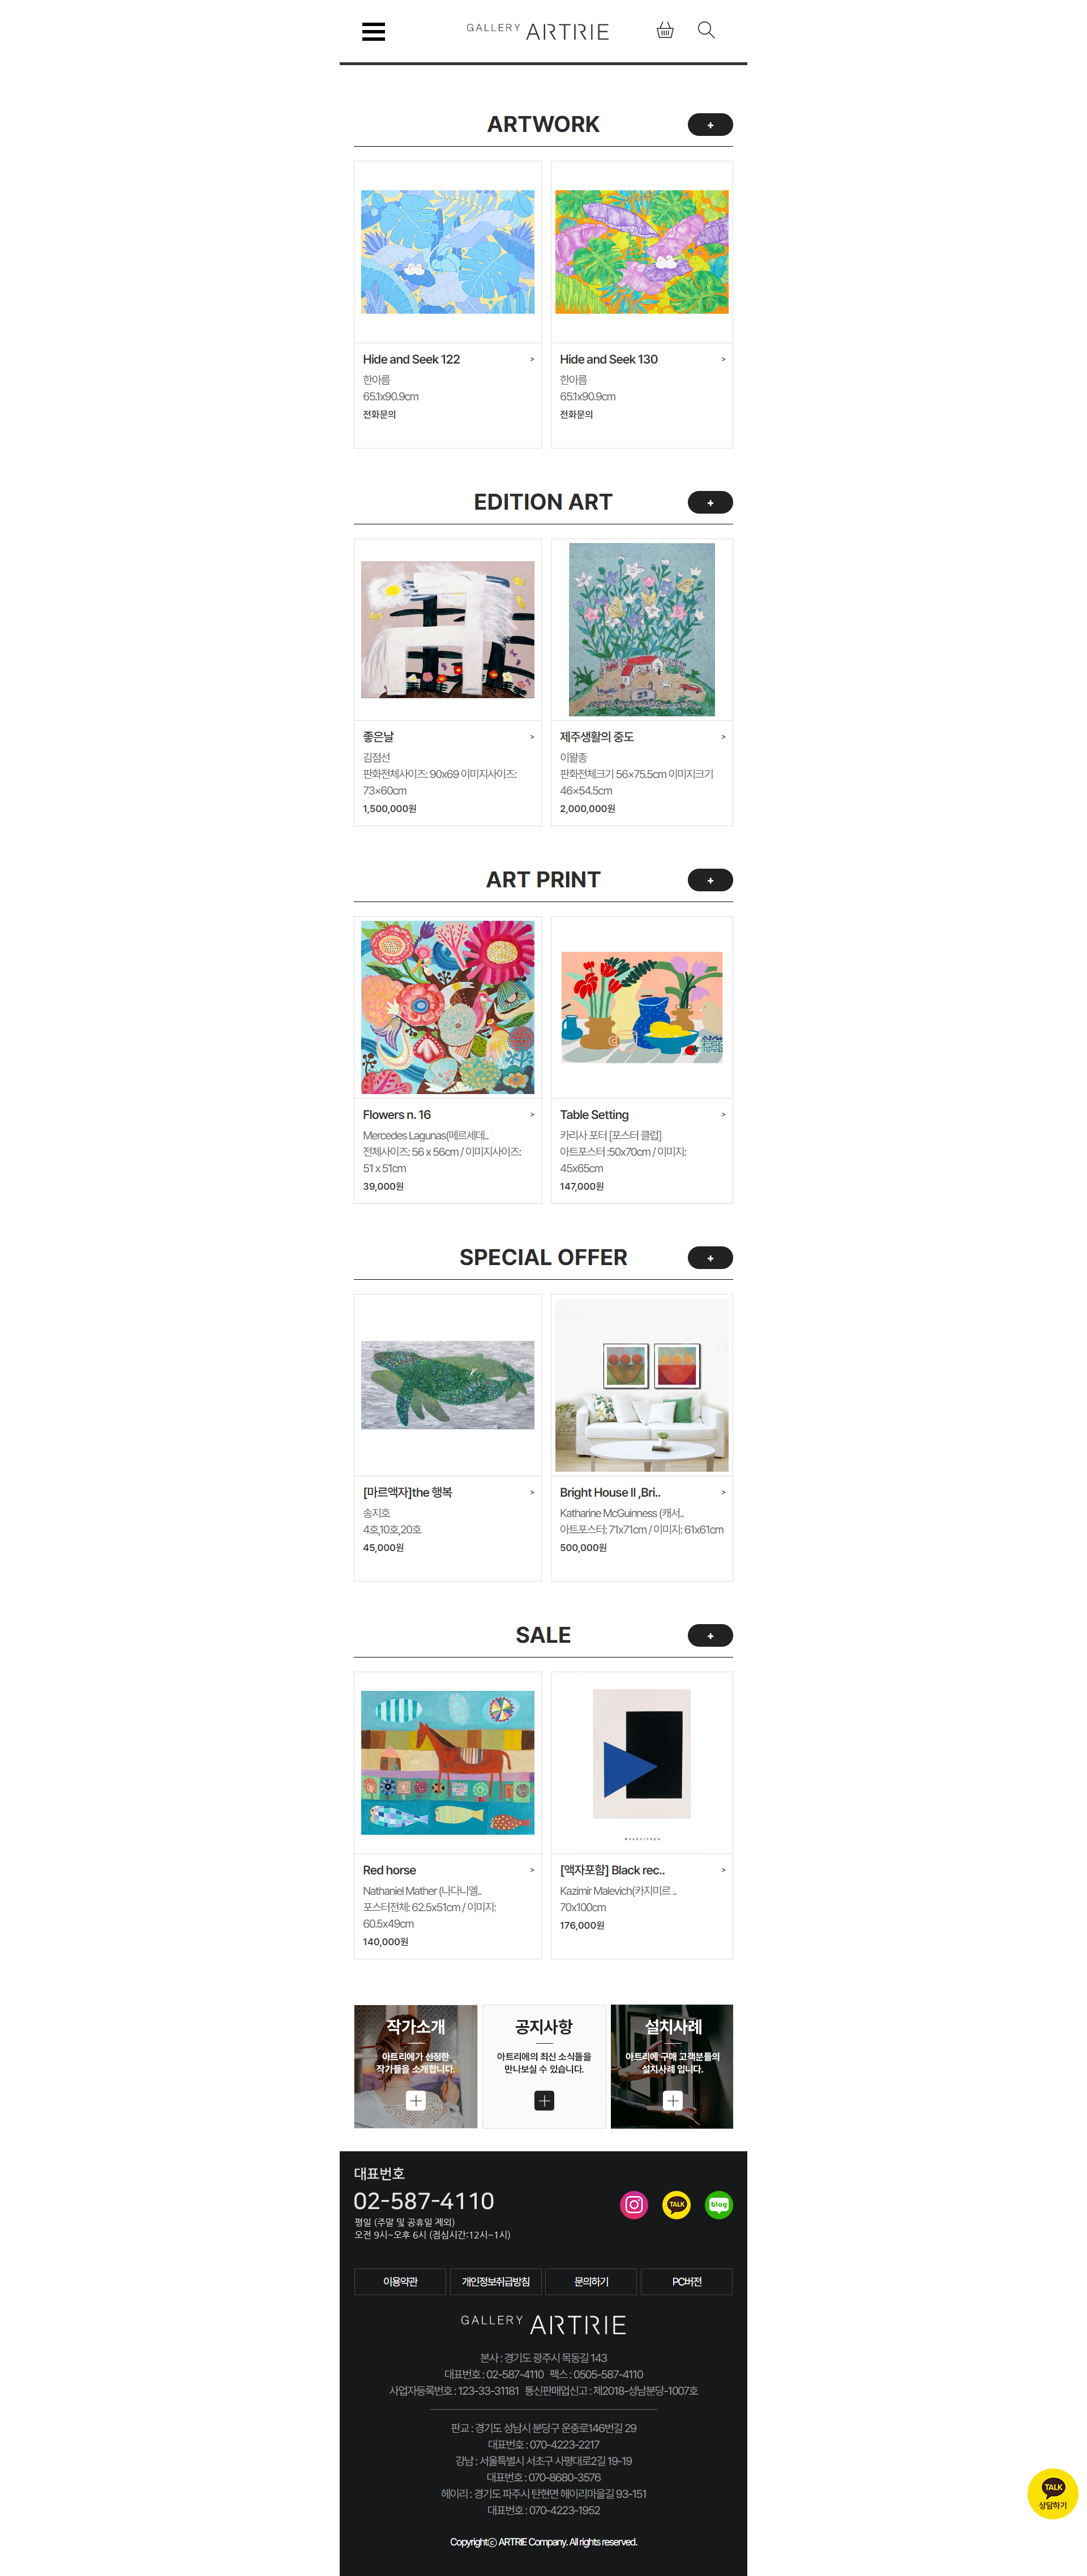 GALLERY ARTRIE
ARTWORK
+
Hide and Seek 122 >
한아름
65.1x90.9cm
전화문의
Hide and Seek 130 >
한아름
65.1x90.9cm
전화문의
EDITION ART
+
좋은날 >
김점선
판화전체사이즈: 90x69 이미지사이즈:
73×60cm
1,500,000원
제주생활의 중도 >
이왈종
판화전체크기 56×75.5cm 이미지크기
46×54.5cm
2,000,000원
ART PRINT
+
Flowers n. 16 >
Mercedes Lagunas(메르세데..
전체사이즈: 56 x 56cm / 이미지사이즈:
51 x 51cm
39,000원
Table Setting >
카리사 포터 [포스터 클럽]
아트포스터 :50x70cm / 이미지:
45x65cm
147,000원
SPECIAL OFFER
+
[마르액자]the 행복 >
송지호
4호,10호,20호
45,000원
Bright House II ,Bri.. >
Katharine McGuinness (캐서..
아트포스터: 71x71cm / 이미지: 61x61cm
500,000원
SALE
+
Red horse >
Nathaniel Mather (나다니엘..
포스터전체: 62.5x51cm / 이미지:
60.5x49cm
140,000원
MALEVITSCH
[액자포함] Black rec.. >
Kazimir Malevich(카지미르 ..
70x100cm
176,000원
작가소개
아트리에가 선정한
작가들을 소개합니다.
공지사항
아트리에의 최신 소식들을
만나보실 수 있습니다.
설치사례
아트리에 구매 고객분들의
설치사례 입니다.
대표번호
02-587-4110
평일 (주말 및 공휴일 제외)
오전 9시~오후 6시 (점심시간:12시~1시)
TALK
blog
이용약관
개인정보취급방침
문의하기
PC버전
GALLERY ARTRIE
본사 : 경기도 광주시 목동길 143
대표번호 : 02-587-4110 팩스 : 0505-587-4110
사업자등록번호 : 123-33-31181 통신판매업신고 : 제2018-성남분당-1007호
판교 : 경기도 성남시 분당구 운중로146번길 29
대표번호 : 070-4223-2217
강남 : 서울특별시 서초구 사평대로2길 19-19
대표번호 : 070-8680-3576
헤이리 : 경기도 파주시 탄현면 헤이리마을길 93-151
대표번호 : 070-4223-1952
Copyrightⓒ ARTRIE Company. All rights reserved.
TALK
상담하기